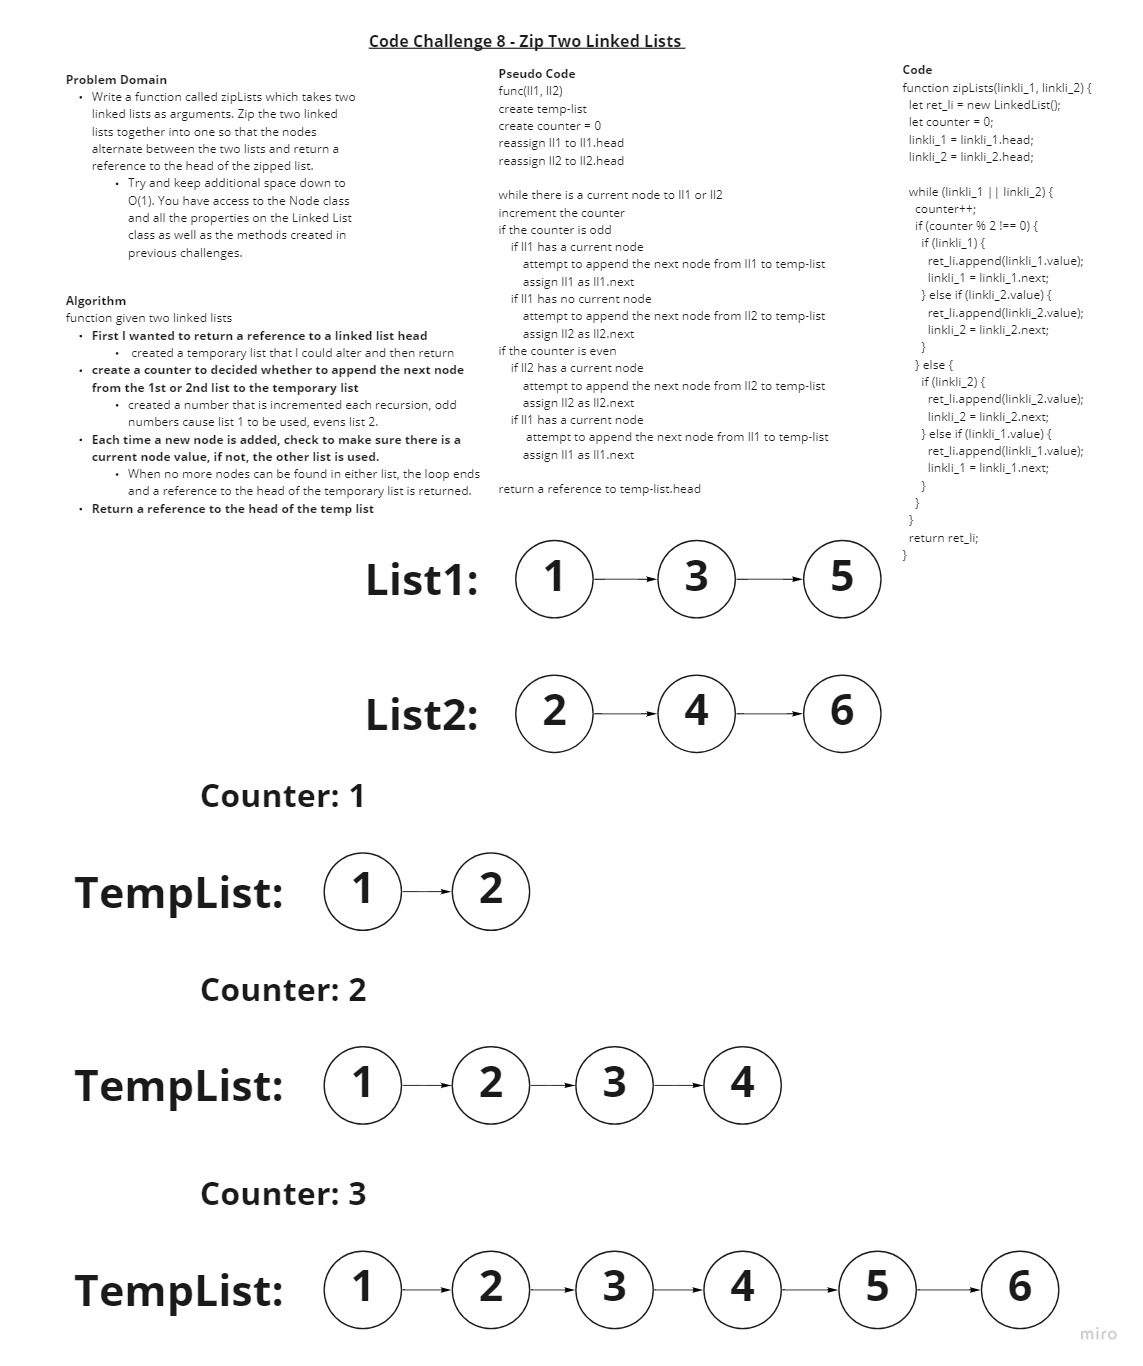 Code Challenge 8 - Zip Two Linked Lists
Problem Domain
• Write a function called zipLists which takes two
linked lists as arguments. Zip the two linked
lists together into one so that the nodes
alternate between the two lists and return a
reference to the head of the zipped list.
• Try and keep additional space down to
O(1). You have access to the Node class
and all the properties on the Linked List
class as well as the methods created in
previous challenges.
Algorithm
function given two linked lists
• First I wanted to return a reference to a linked list head
• created a temporary list that I could alter and then return
• create a counter to decided whether to append the next node
from the 1st or 2nd list to the temporary list
• created a number that is incremented each recursion, odd
numbers cause list 1 to be used, evens list 2.
• Each time a new node is added, check to make sure there is a
current node value, if not, the other list is used.
• When no more nodes can be found in either list, the loop ends
and a reference to the head of the temporary list is returned.
• Return a reference to the head of the temp list
Pseudo Code
func(ll1, ll2)
create temp-list
create counter = 0
reassign ll1 to ll1.head
reassign ll2 to ll2.head
while there is a current node to ll1 or ll2
increment the counter
if the counter is odd
if ll1 has a current node
attempt to append the next node from ll1 to temp-list
assign ll1 as ll1.next
if ll1 has no current node
attempt to append the next node from ll2 to temp-list
assign ll2 as ll2.next
if the counter is even
if ll2 has a current node
attempt to append the next node from ll2 to temp-list
assign ll2 as ll2.next
if ll1 has a current node
attempt to append the next node from ll1 to temp-list
assign ll1 as ll1.next
return a reference to temp-list.head
Code
function zipLists(linkli_1, linkli_2) {
let ret_li = new LinkedList();
let counter = 0;
linkli_1 = linkli_1.head;
linkli_2 = linkli_2.head;
while (linkli_1 || linkli_2) {
counter++;
if (counter % 2 !== 0) {
if (linkli_1) {
ret_li.append(linkli_1.value);
linkli_1 = linkli_1.next;
} else if (linkli_2.value) {
ret_li.append(linkli_2.value);
linkli_2 = linkli_2.next;
}
} else {
if (linkli_2) {
ret_li.append(linkli_2.value);
linkli_2 = linkli_2.next;
} else if (linkli_1.value) {
ret_li.append(linkli_1.value);
linkli_1 = linkli_1.next;
}
}
}
return ret_li;
}
List1: 1 3 5
List2: 2 4 6
Counter: 1
TempList: 1 2
Counter: 2
TempList: 1 2 3 4
Counter: 3
TempList: 1 2 3 4 5 6
miro